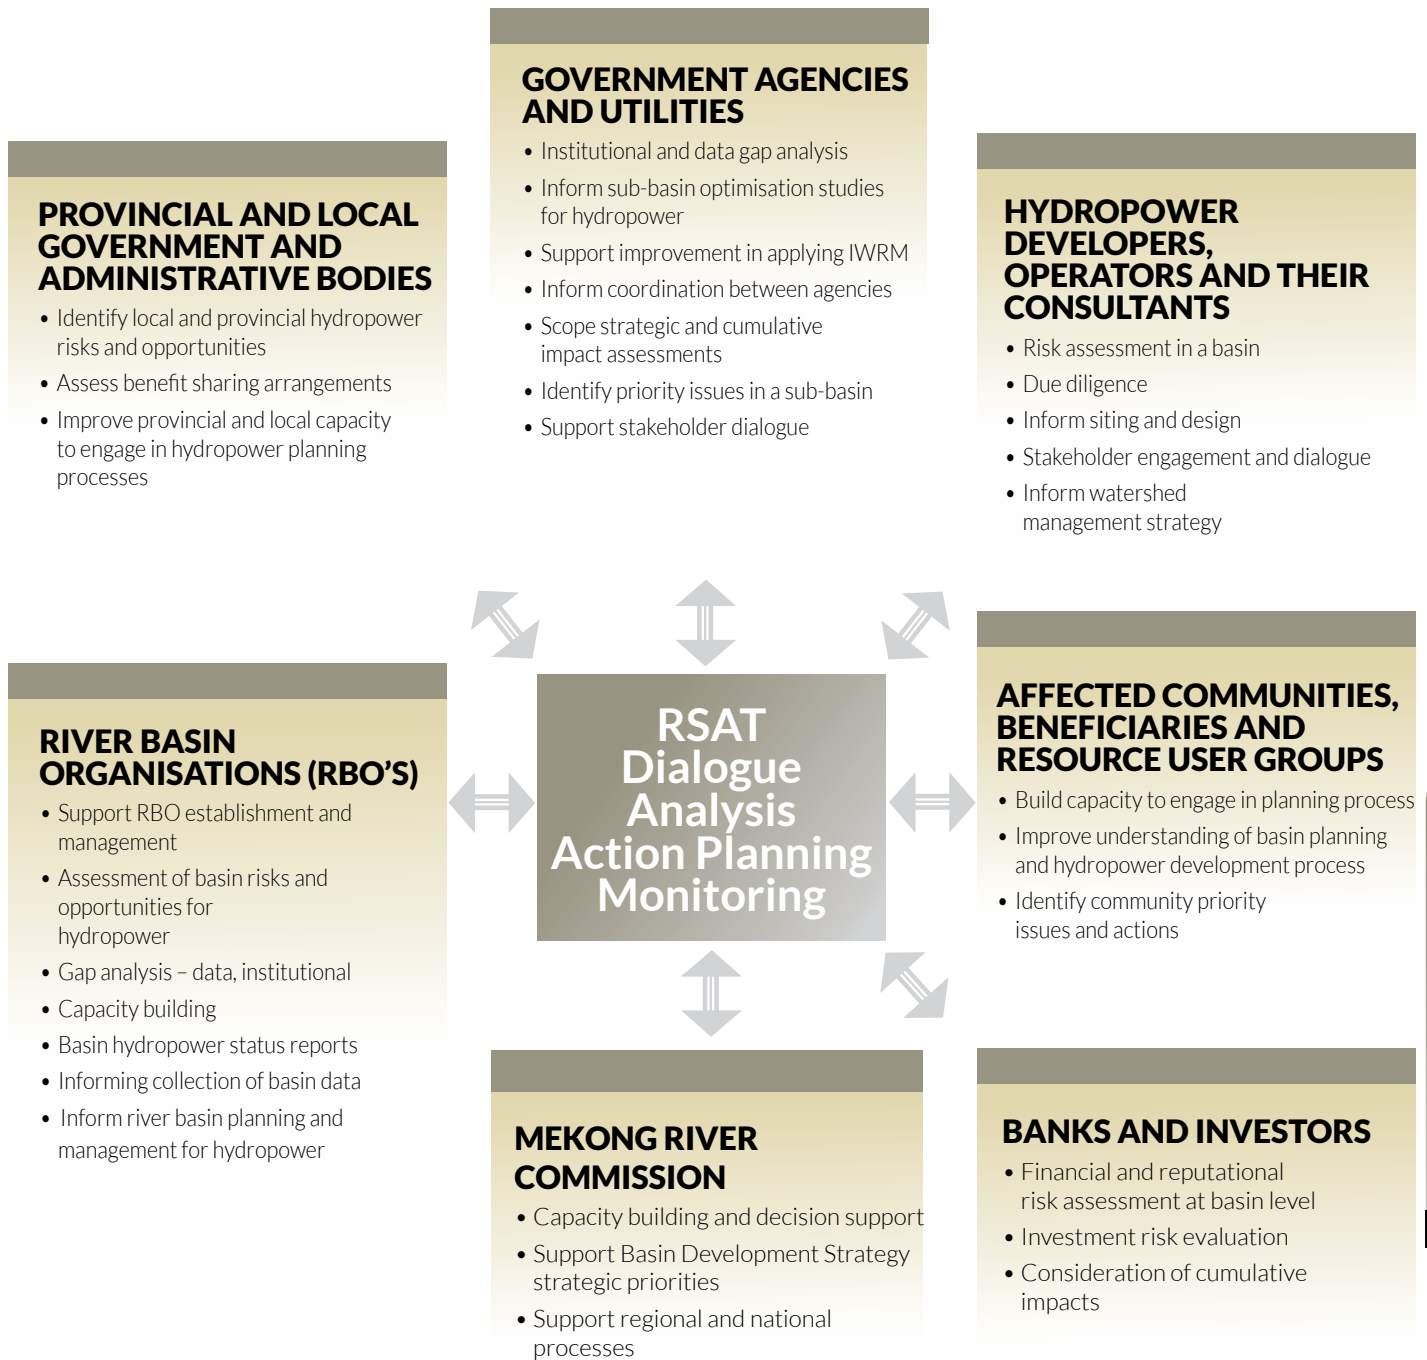 GOVERNMENT AGENCIES
AND UTILITIES
• Institutional and data gap analysis
• Inform sub-basin optimisation studies
for hydropower
• Support improvement in applying IWRM
• Inform coordination between agencies
• Scope strategic and cumulative
impact assessments
• Identify priority issues in a sub-basin
• Support stakeholder dialogue
PROVINCIAL AND LOCAL
GOVERNMENT AND
ADMINISTRATIVE BODIES
• Identify local and provincial hydropower
risks and opportunities
• Assess benefit sharing arrangements
• Improve provincial and local capacity
to engage in hydropower planning
processes
HYDROPOWER
DEVELOPERS,
OPERATORS AND THEIR
CONSULTANTS
• Risk assessment in a basin
• Due diligence
• Inform siting and design
• Stakeholder engagement and dialogue
• Inform watershed
management strategy
RIVER BASIN
ORGANISATIONS (RBO’S)
• Support RBO establishment and
management
• Assessment of basin risks and
opportunities for
hydropower
• Gap analysis – data, institutional
• Capacity building
• Basin hydropower status reports
• Informing collection of basin data
• Inform river basin planning and
management for hydropower
RSAT
Dialogue
Analysis
Action Planning
Monitoring
AFFECTED COMMUNITIES,
BENEFICIARIES AND
RESOURCE USER GROUPS
• Build capacity to engage in planning process
• Improve understanding of basin planning
and hydropower development process
• Identify community priority
issues and actions
MEKONG RIVER
COMMISSION
• Capacity building and decision support
• Support Basin Development Strategy
strategic priorities
• Support regional and national
processes
BANKS AND INVESTORS
• Financial and reputational
risk assessment at basin level
• Investment risk evaluation
• Consideration of cumulative
impacts